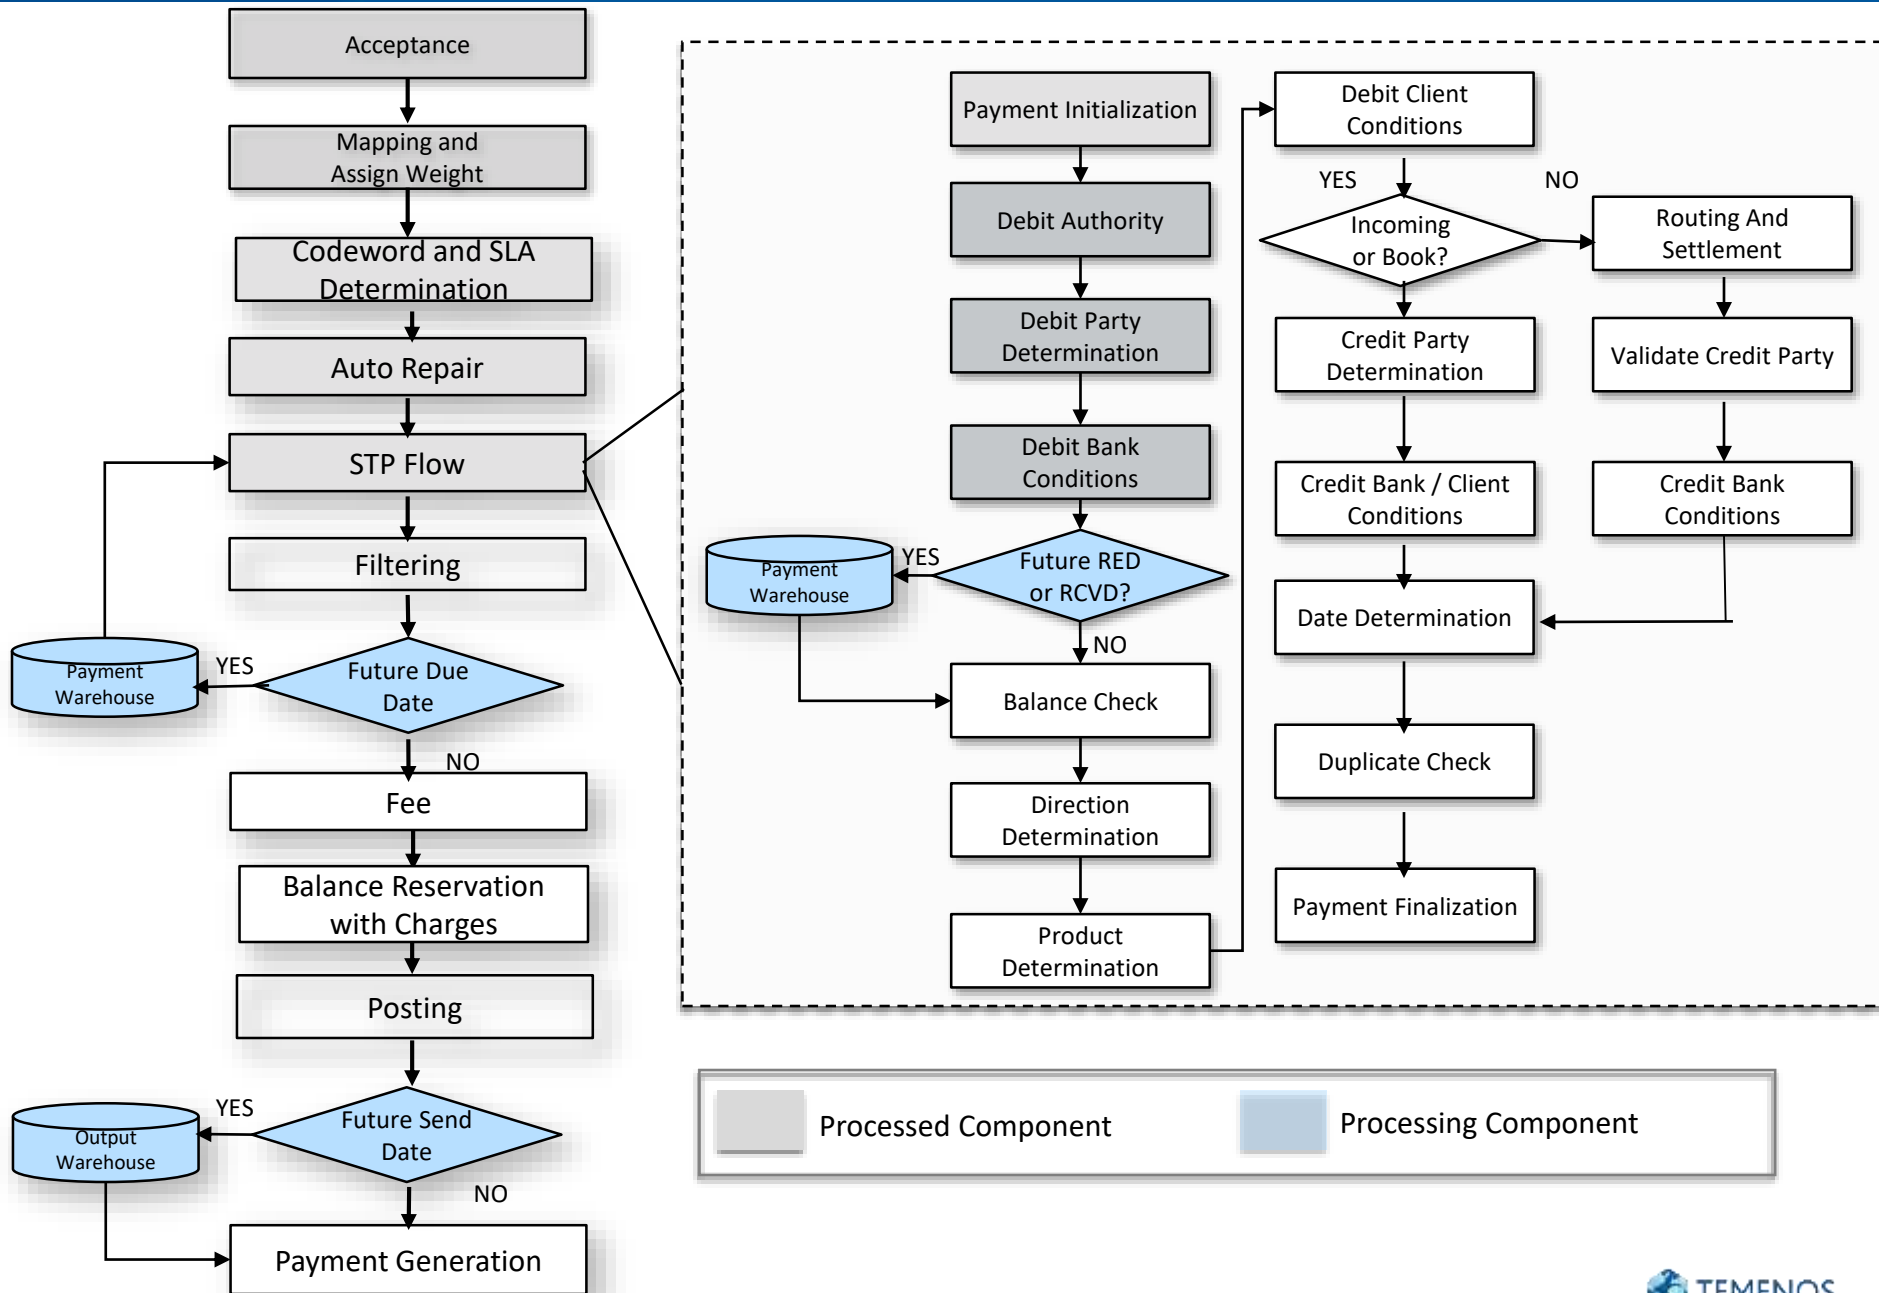 Acceptance
Mapping and
Assign Weight
Codeword and SLA
Determination
Auto Repair
STP Flow
Filtering
Payment
Warehouse
YES
Future Due
Date
NO
Fee
Balance Reservation
with Charges
Posting
Output
Warehouse
YES
Future Send
Date
NO
Payment Generation
Payment Initialization
Debit Authority
Debit Party
Determination
Debit Bank
Conditions
Payment
Warehouse
YES
Future RED
or RCVD?
NO
Balance Check
Direction
Determination
Product
Determination
Debit Client
Conditions
YES
NO
Incoming
or Book?
Routing And
Settlement
Credit Party
Determination
Validate Credit Party
Credit Bank / Client
Conditions
Credit Bank
Conditions
Date Determination
Duplicate Check
Payment Finalization
Processed Component
Processing Component
TEMENOS